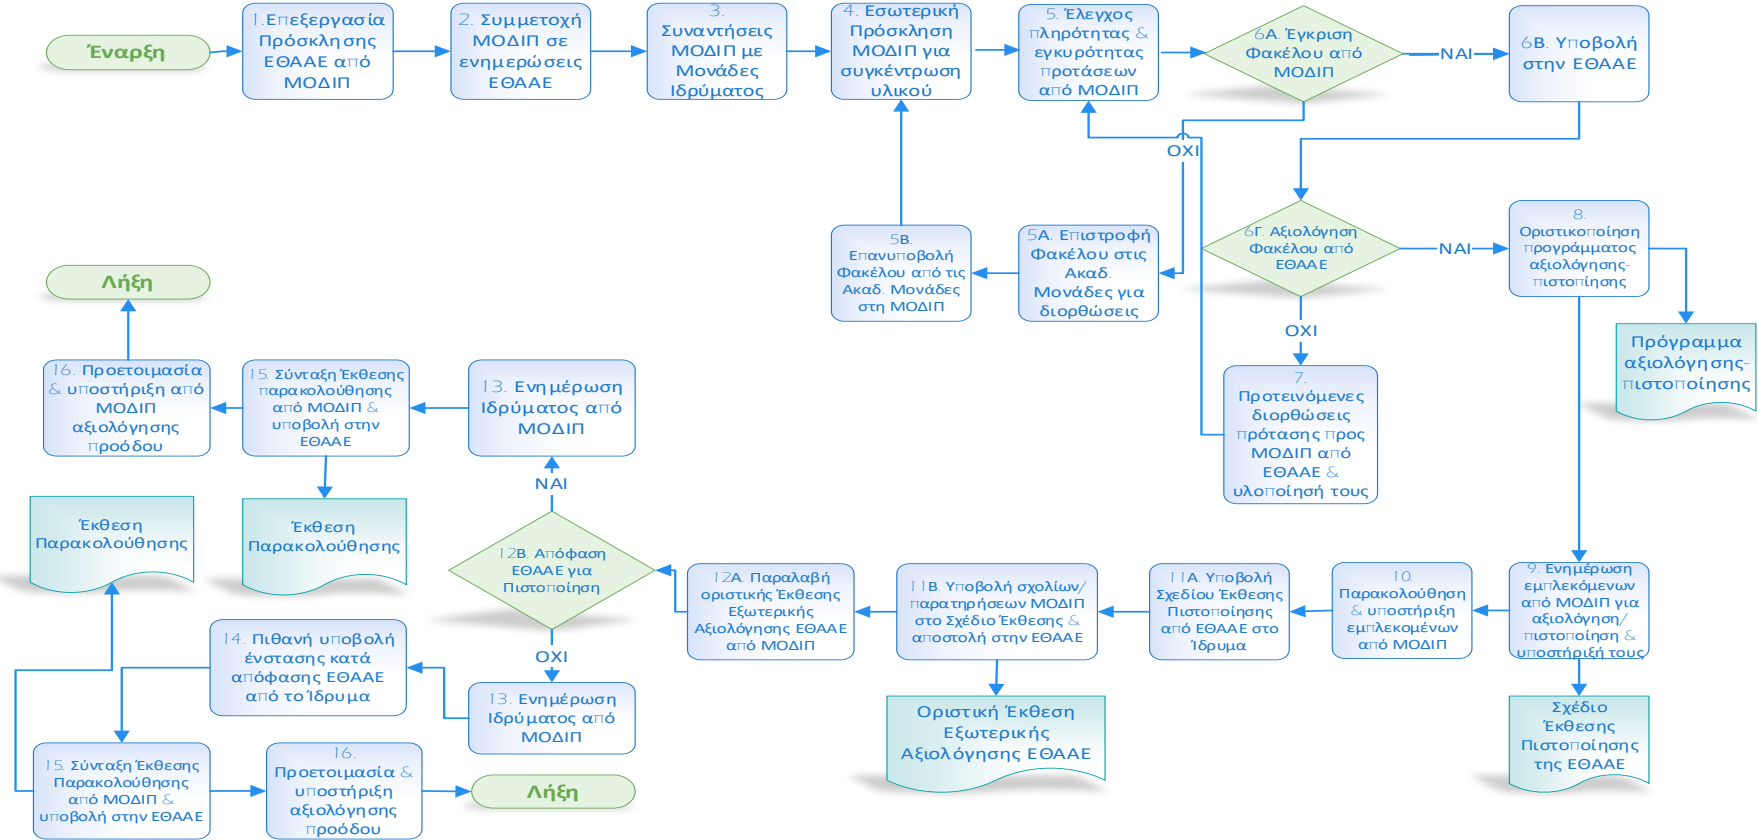 Έναρξη
1.Επεξεργασία
Πρόσκλησης
ΕΘΑΑΕ από
ΜΟΔΙΠ
2. Συμμετοχή
ΜΟΔΙΠ σε
ενημερώσεις
ΕΘΑΑΕ
3.
Συναντήσεις
ΜΟΔΙΠ με
Μονάδες
Ιδρύματος
4. Εσωτερική
Πρόσκληση
ΜΟΔΙΠ για
συγκέντρωση
υλικού
5. Έλεγχος
πληρότητας &
εγκυρότητας
προτάσεων
από ΜΟΔΙΠ
6Α. Έγκριση
Φακέλου από
ΜΟΔΙΠ
ΝΑΙ
6Β. Υποβολή
στην ΕΘΑΑΕ
ΟΧΙ
5Β.
Επανυποβολή
Φακέλου από τις
Ακαδ. Μονάδες
στη ΜΟΔΙΠ
5Α. Επιστροφή
Φακέλου στις
Ακαδ.
Μονάδες για
διορθώσεις
6Γ. Αξιολόγηση
Φακέλου από
ΕΘΑΑΕ
ΝΑΙ
8.
Οριστικοποίηση
προγράμματος
αξιολόγησης-
πιστοποίησης
ΟΧΙ
Πρόγραμμα
αξιολόγησης-
πιστοποίησης
7.
Προτεινόμενες
διορθώσεις
πρότασης προς
ΜΟΔΙΠ από
ΕΘΑΑΕ &
υλοποίησή τους
Λήξη
16. Προετοιμασία
& υποστήριξη από
ΜΟΔΙΠ
αξιολόγησης
προόδου
15. Σύνταξη Έκθεσης
παρακολούθησης
από ΜΟΔΙΠ &
υποβολή στην
ΕΘΑΑΕ
13. Ενημέρωση
Ιδρύματος από
ΜΟΔΙΠ
ΝΑΙ
Έκθεση
Παρακολούθησης
Έκθεση
Παρακολούθησης
12Β. Απόφαση
ΕΘΑΑΕ για
Πιστοποίηση
12Α. Παραλαβή
οριστικής Έκθεσης
Εξωτερικής
Αξιολόγησης ΕΘΑΑΕ
από ΜΟΔΙΠ
11Β. Υποβολή σχολίων/
παρατηρήσεων ΜΟΔΙΠ
στο Σχέδιο Έκθεσης &
αποστολή στην ΕΘΑΑΕ
11Α. Υποβολή
Σχεδίου Έκθεσης
Πιστοποίησης
από ΕΘΑΑΕ στο
Ίδρυμα
10.
Παρακολούθηση
& υποστήριξη
εμπλεκομένων
από ΜΟΔΙΠ
9. Ενημέρωση
εμπλεκόμενων
από ΜΟΔΙΠ για
αξιολόγηση/
πιστοποίηση &
υποστήριξή τους
ΟΧΙ
14. Πιθανή υποβολή
ένστασης κατά
απόφασης ΕΘΑΑΕ
από το Ίδρυμα
13. Ενημέρωση
Ιδρύματος από
ΜΟΔΙΠ
Οριστική Έκθεση
Εξωτερικής
Αξιολόγησης ΕΘΑΑΕ
Σχέδιο
Έκθεσης
Πιστοποίησης
της ΕΘΑΑΕ
15. Σύνταξη Έκθεσης
Παρακολούθησης
από ΜΟΔΙΠ &
υποβολή στην ΕΘΑΑΕ
16.
Προετοιμασία &
υποστήριξη
αξιολόγησης
προόδου
Λήξη